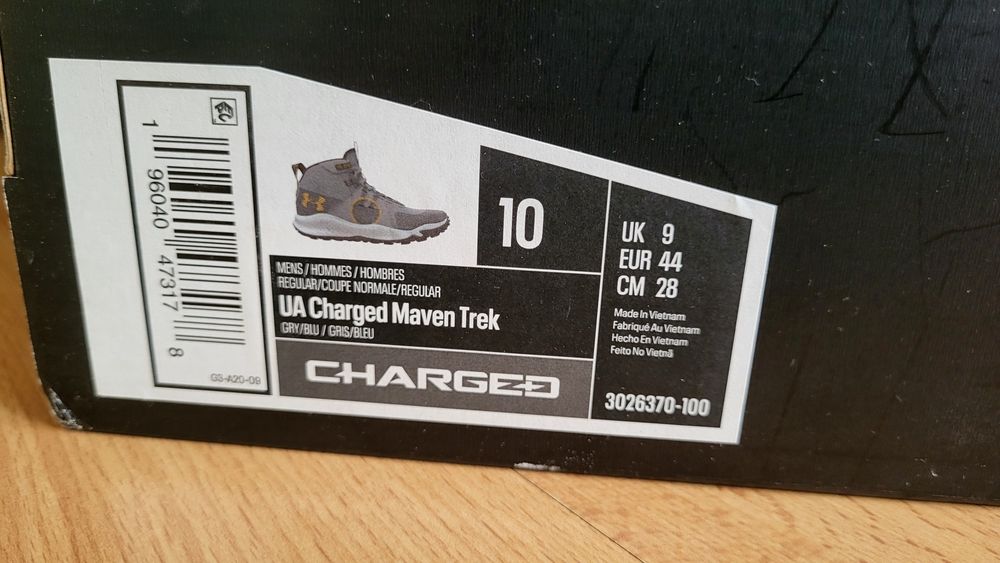 1 96040 47317 8
GS-A20-09
10
MENS / HOMMES / HOMBRES
REGULAR/COUPE NORMALE/REGULAR
UA Charged Maven Trek
GRY/BLU / GRIS/BLEU
CHARGED
UK 9
EUR 44
CM 28
Made In Vietnam
Fabriqué Au Vietnam
Hecho En Vietnam
Feito No Vietnã
3026370-100